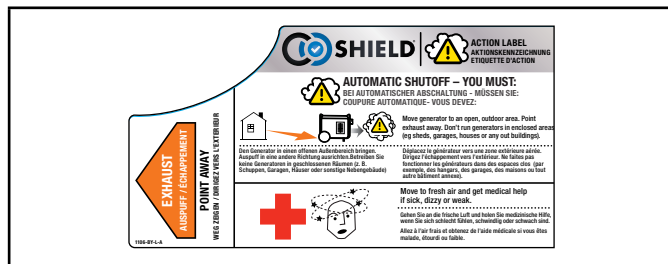 CO SHIELD®
ACTION LABEL
AKTIONSKENNZEICHNUNG
ETIQUETTE D'ACTION
AUTOMATIC SHUTOFF – YOU MUST:
BEI AUTOMATISCHER ABSCHALTUNG - MÜSSEN SIE:
COUPURE AUTOMATIQUE- VOUS DEVEZ:
Move generator to an open, outdoor area. Point
exhaust away. Don't run generators in enclosed areas
(eg sheds, garages, houses or any out buildings).
Den Generator in einen offenen Außenbereich bringen.
Auspuff in eine andere Richtung ausrichten.Betreiben Sie
keine Generatoren in geschlossenen Räumen (z. B.
Schuppen, Garagen, Häuser oder sonstige Nebengebäude)
Déplacez le générateur vers une zone extérieure aérée.
Dirigez l'échappement vers l'extérieur. Ne faites pas
fonctionner les générateurs dans des espaces clos (par
exemple, des hangars, des garages, des maisons ou tout
autre bâtiment annexe).
EXHAUST
AUSPUFF / ÉCHAPPEMENT
POINT AWAY
WEG ZEIGEN / DIRIGEZ VERS L'EXTERIEUR
Move to fresh air and get medical help
if sick, dizzy or weak.
Gehen Sie an die frische Luft und holen Sie medizinische Hilfe,
wenn Sie sich schlecht fühlen, schwindlig oder schwach sind.
Allez à l'air frais et obtenez de l'aide médicale si vous êtes
malade, étourdi ou faible.
1106-BY-L-A